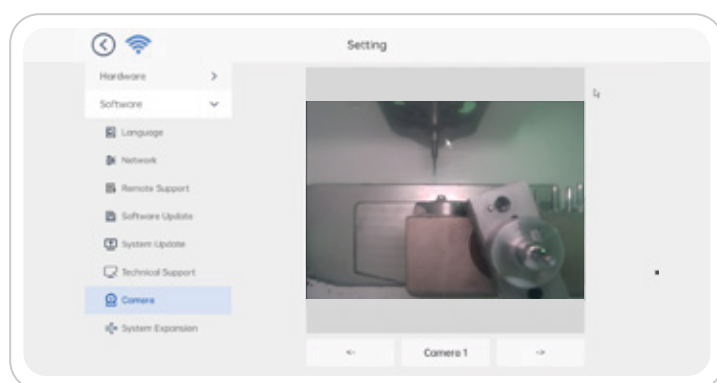 Setting
Hardware
Software
Language
Network
Remote Support
Software Update
System Update
Technical Support
Camera
System Expansion
<- Camera 1 ->